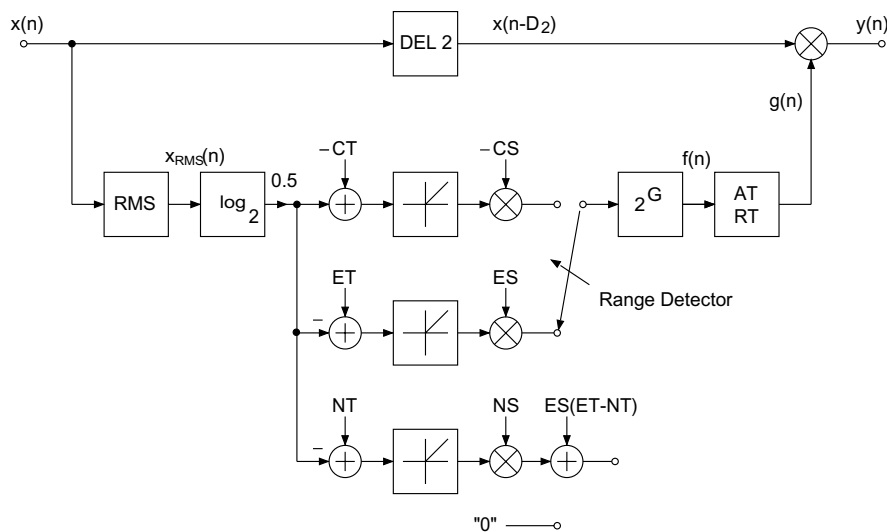 x(n)
DEL 2
x(n-D2)
y(n)
g(n)
xRMS(n)
0.5
–CT
–CS
f(n)
RMS
log2
2G
AT
RT
ET
ES
Range Detector
–
NT
NS
ES(ET-NT)
–
"0"